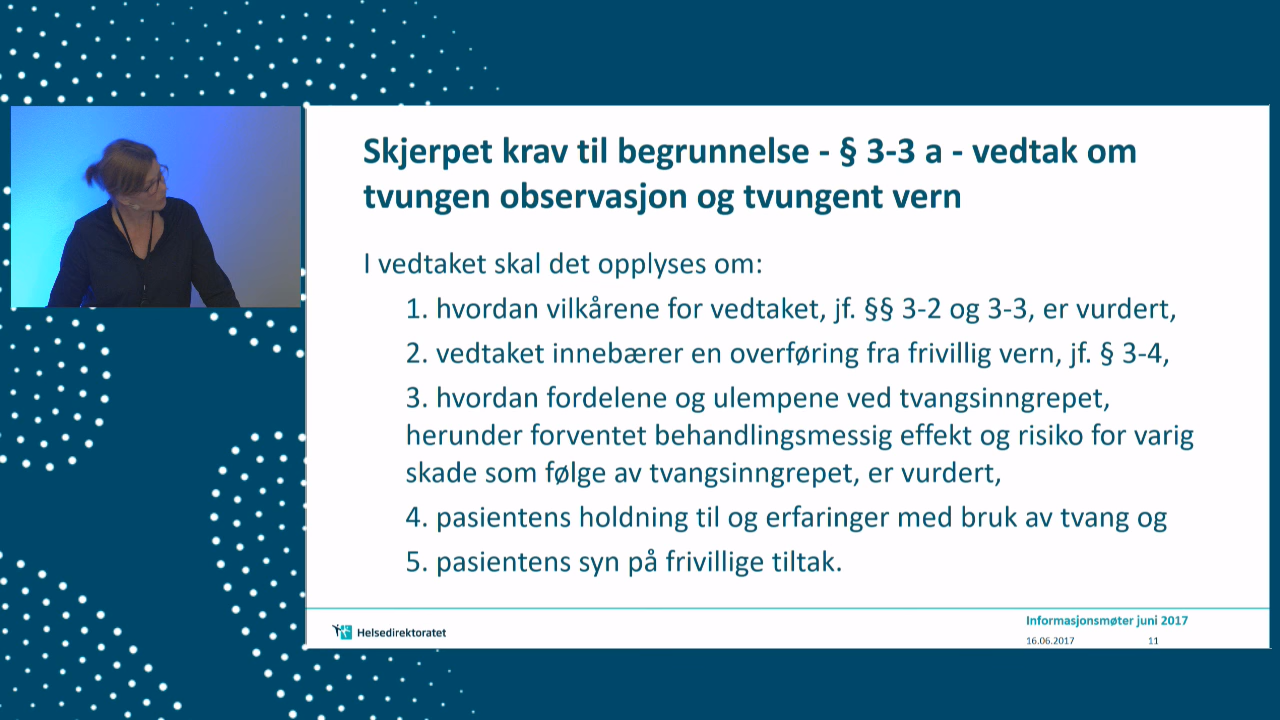 Skjerpet krav til begrunnelse - § 3-3 a - vedtak om
tvungen observasjon og tvungent vern
I vedtaket skal det opplyses om:
1. hvordan vilkårene for vedtaket, jf. §§ 3-2 og 3-3, er vurdert,
2. vedtaket innebærer en overføring fra frivillig vern, jf. § 3-4,
3. hvordan fordelene og ulempene ved tvangsinngrepet,
herunder forventet behandlingsmessig effekt og risiko for varig
skade som følge av tvangsinngrepet, er vurdert,
4. pasientens holdning til og erfaringer med bruk av tvang og
5. pasientens syn på frivillige tiltak.
Helsedirektoratet
Informasjonsmøter juni 2017
16.06.2017 11